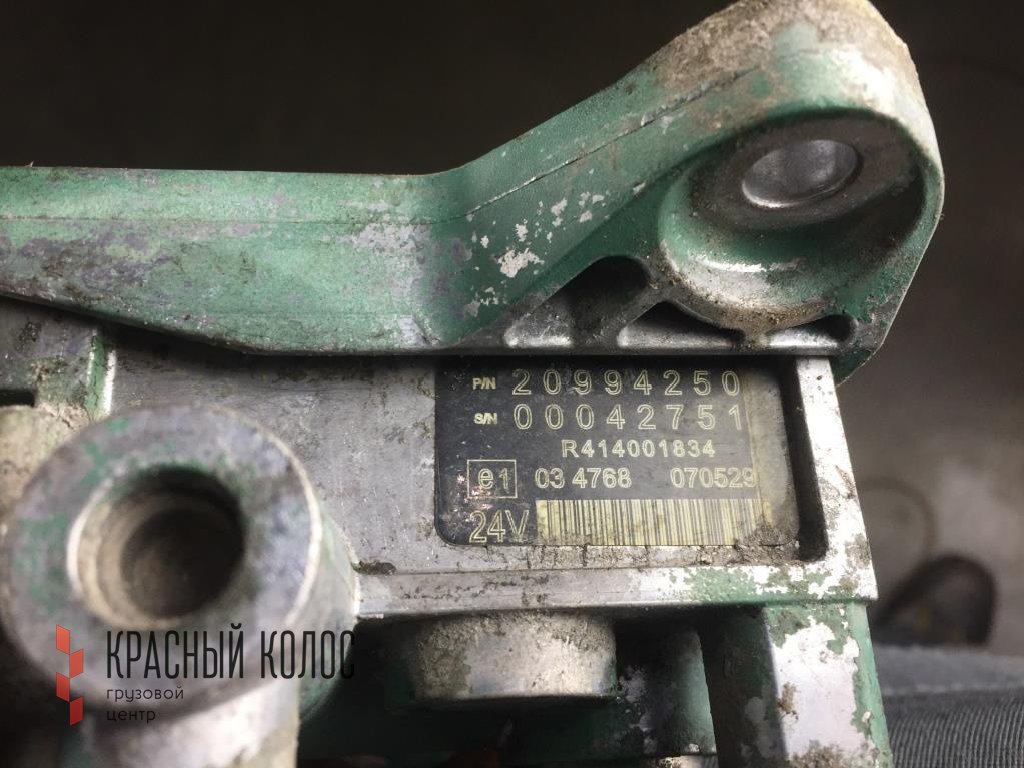 P/N 20994250
S/N 00042751
R414001834
e1 03 4768 070529
24V
КРАСНЫЙ КОЛОС
грузовой
центр